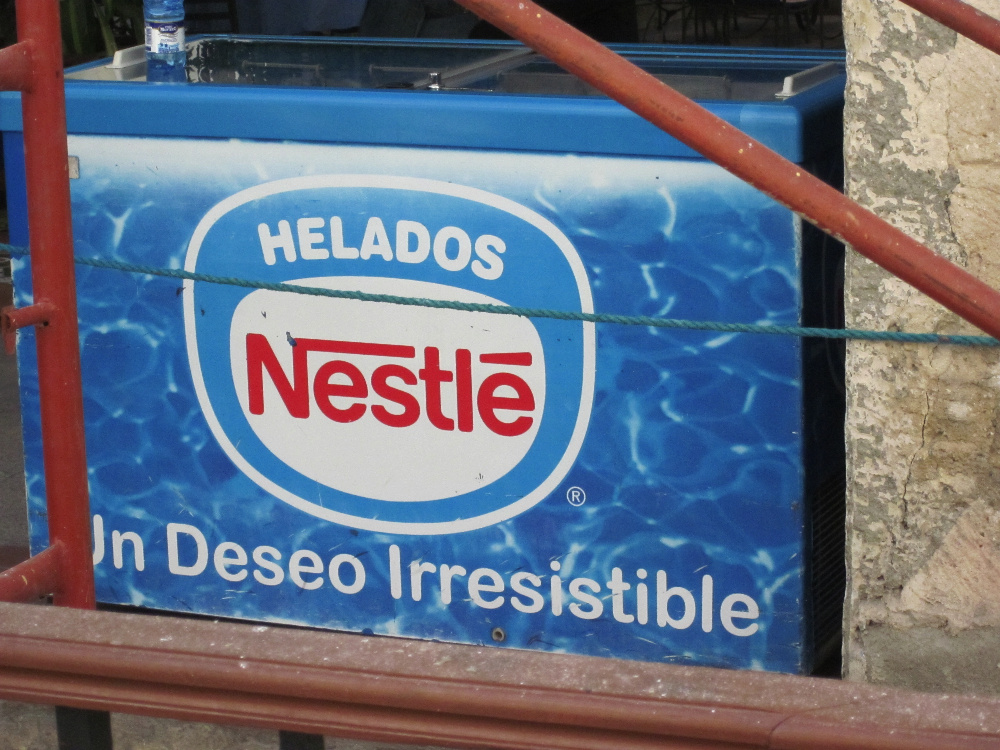 HELADOS
Nestlé
®
Un Deseo Irresistible